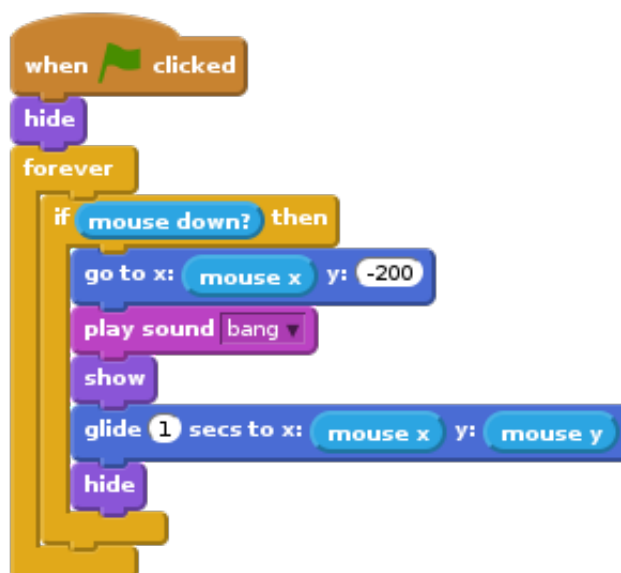 when clicked
hide
forever
if mouse down? then
go to x: mouse x y: -200
play sound bang
show
glide 1 secs to x: mouse x y: mouse y
hide